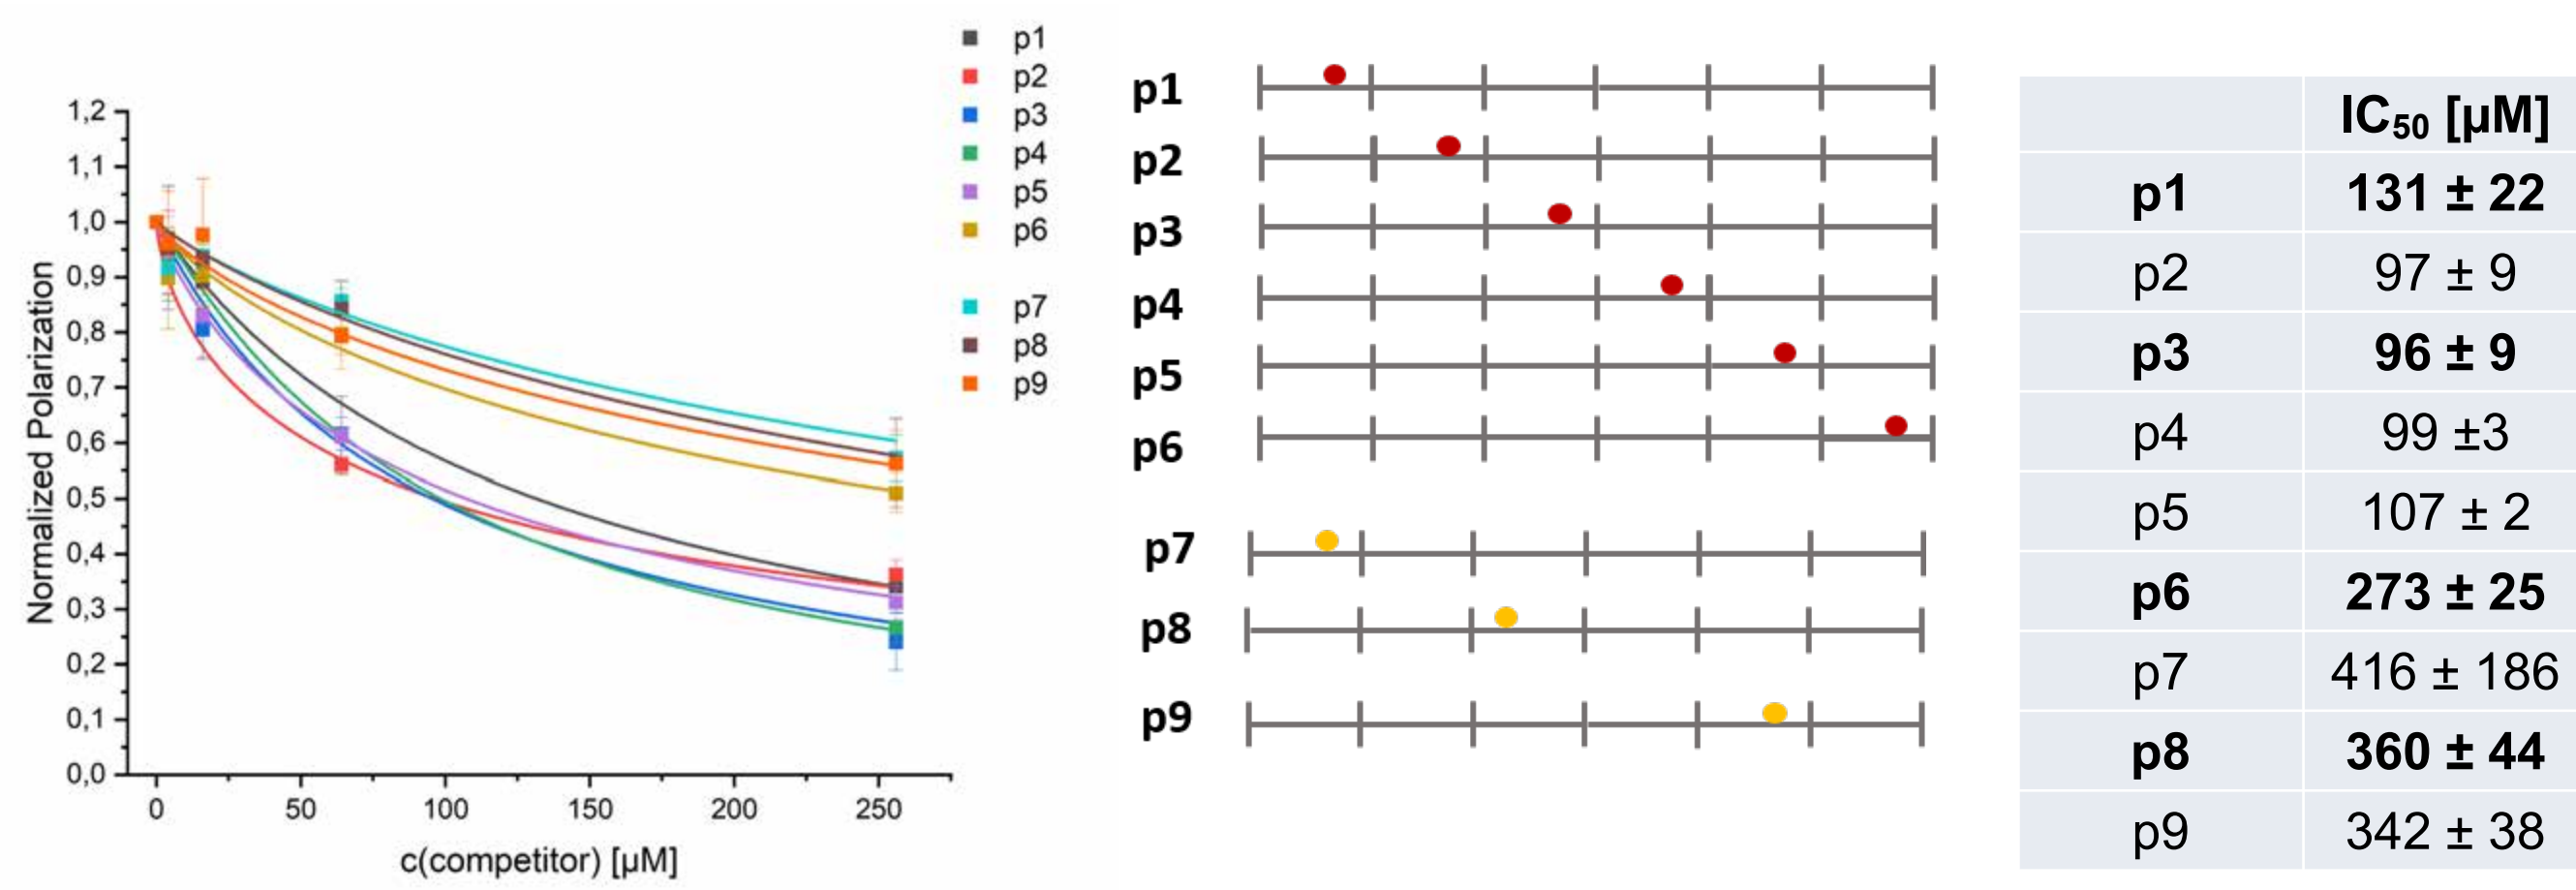 Normalized Polarization
1,2
1,1
1,0
0,9
0,8
0,7
0,6
0,5
0,4
0,3
0,2
0,1
0,0
0 50 100 150 200 250
c(competitor) [µM]
p1
p2
p3
p4
p5
p6
p7
p8
p9
p1
p2
p3
p4
p5
p6
p7
p8
p9
IC50 [µM]
p1 131 ± 22
p2 97 ± 9
p3 96 ± 9
p4 99 ±3
p5 107 ± 2
p6 273 ± 25
p7 416 ± 186
p8 360 ± 44
p9 342 ± 38